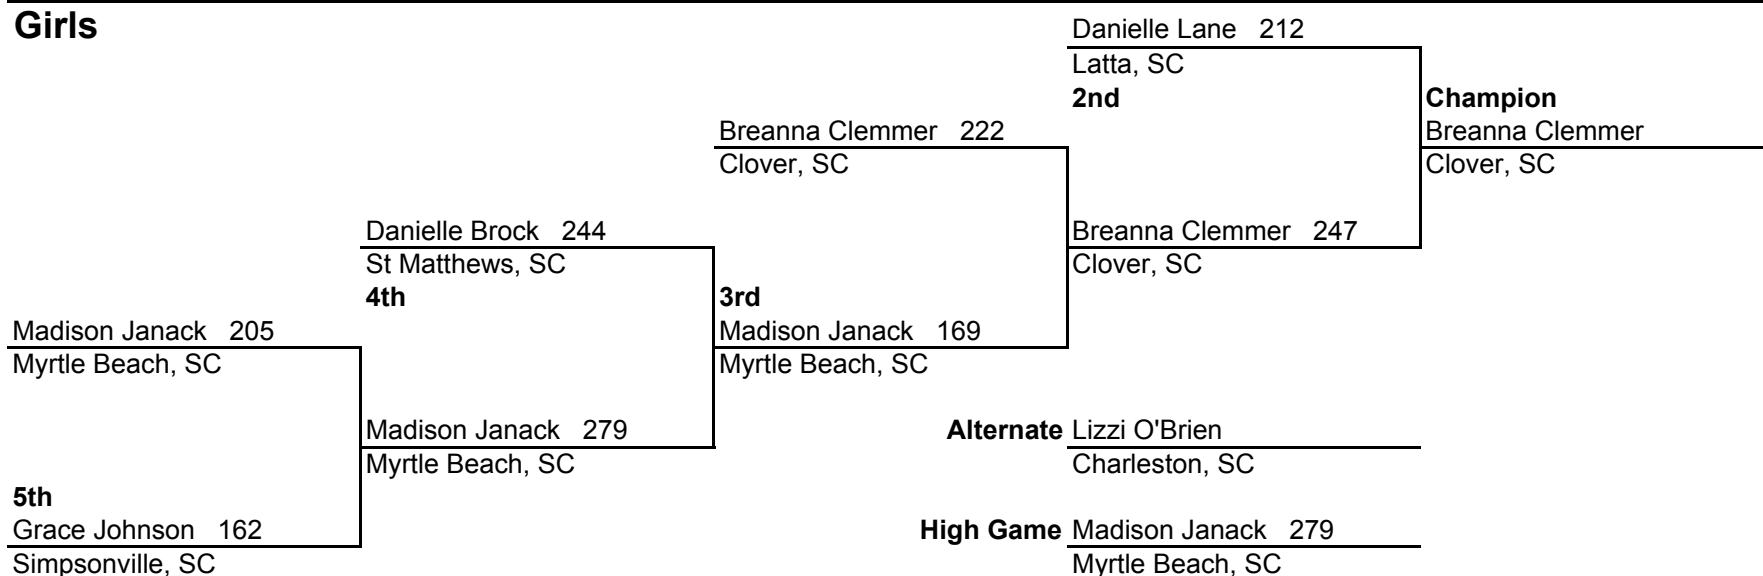 Girls
Danielle Lane 212
Latta, SC
2nd
Champion
Breanna Clemmer 222
Breanna Clemmer
Clover, SC
Clover, SC
Danielle Brock 244
Breanna Clemmer 247
St Matthews, SC
Clover, SC
4th
3rd
Madison Janack 205
Madison Janack 169
Myrtle Beach, SC
Myrtle Beach, SC
Madison Janack 279
Alternate Lizzi O'Brien
Myrtle Beach, SC
Charleston, SC
5th
Grace Johnson 162
High Game Madison Janack 279
Simpsonville, SC
Myrtle Beach, SC